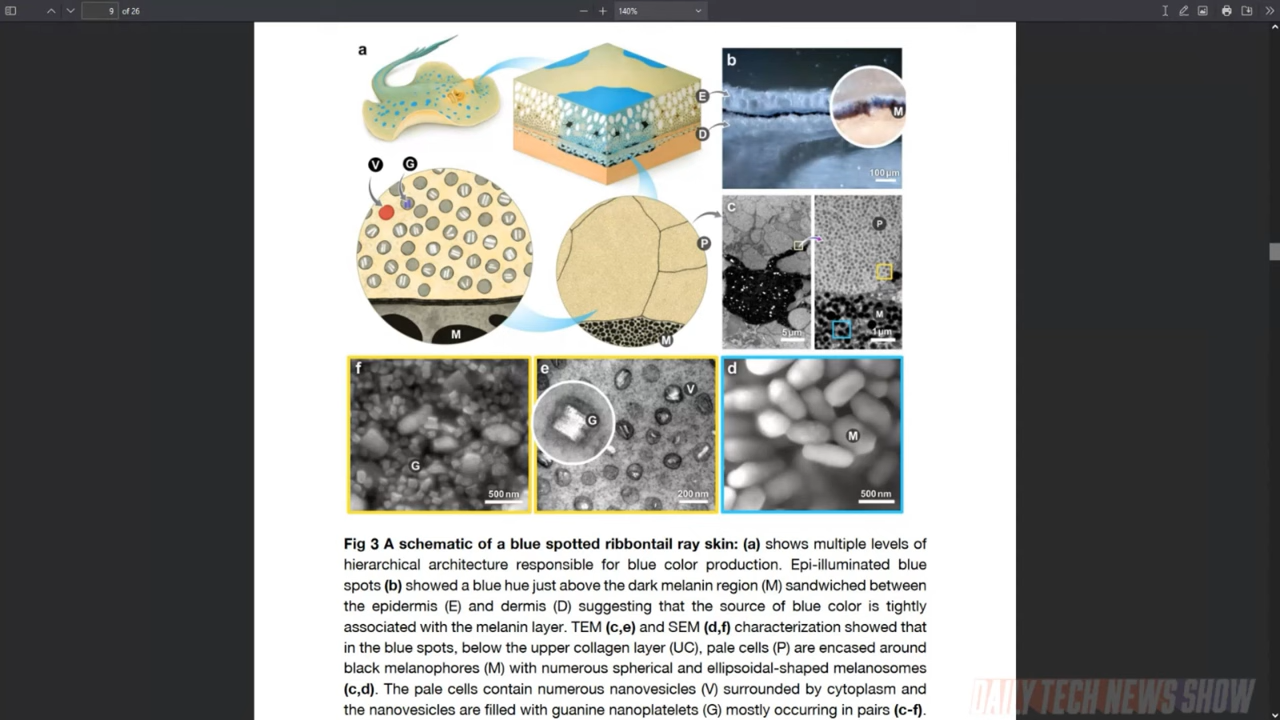 9 of 26
140%
a
b
E
D
M
100 µm
V
G
M
P
M
c
5 µm
P
M
1 µm
f
G
500 nm
e
G
V
200 nm
d
M
500 nm
Fig 3 A schematic of a blue spotted ribbontail ray skin: (a) shows multiple levels of
hierarchical architecture responsible for blue color production. Epi-illuminated blue
spots (b) showed a blue hue just above the dark melanin region (M) sandwiched between
the epidermis (E) and dermis (D) suggesting that the source of blue color is tightly
associated with the melanin layer. TEM (c,e) and SEM (d,f) characterization showed that
in the blue spots, below the upper collagen layer (UC), pale cells (P) are encased around
black melanophores (M) with numerous spherical and ellipsoidal-shaped melanosomes
(c,d). The pale cells contain numerous nanovesicles (V) surrounded by cytoplasm and
the nanovesicles are filled with guanine nanoplatelets (G) mostly occurring in pairs (c-f).
DAILY TECH NEWS SHOW